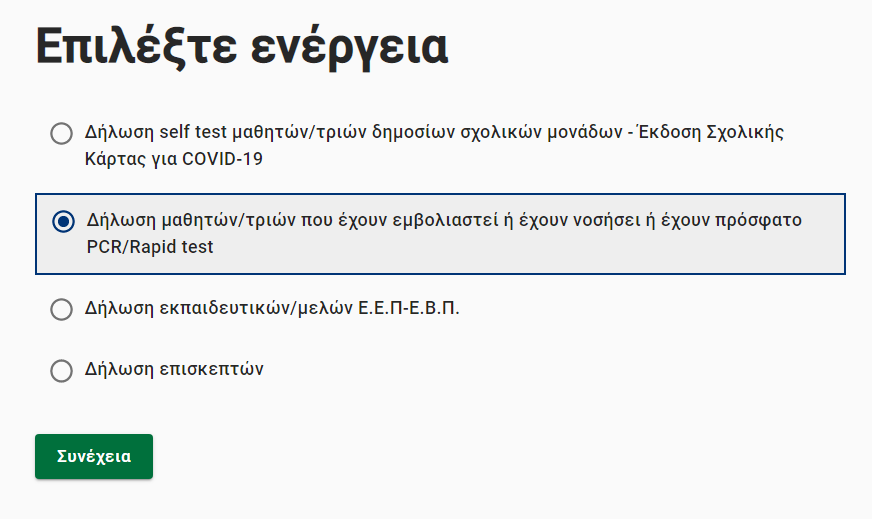 Επιλέξτε ενέργεια
Δήλωση self test μαθητών/τριών δημοσίων σχολικών μονάδων - Έκδοση Σχολικής
Κάρτας για COVID-19
Δήλωση μαθητών/τριών που έχουν εμβολιαστεί ή έχουν νοσήσει ή έχουν πρόσφατο
PCR/Rapid test
Δήλωση εκπαιδευτικών/μελών Ε.Ε.Π-Ε.Β.Π.
Δήλωση επισκεπτών
Συνέχεια